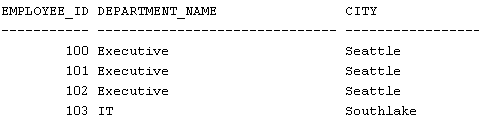 EMPLOYEE_ID DEPARTMENT_NAME                CITY
----------- ------------------------------ -----------------
        100 Executive                      Seattle
        101 Executive                      Seattle
        102 Executive                      Seattle
        103 IT                             Southlake